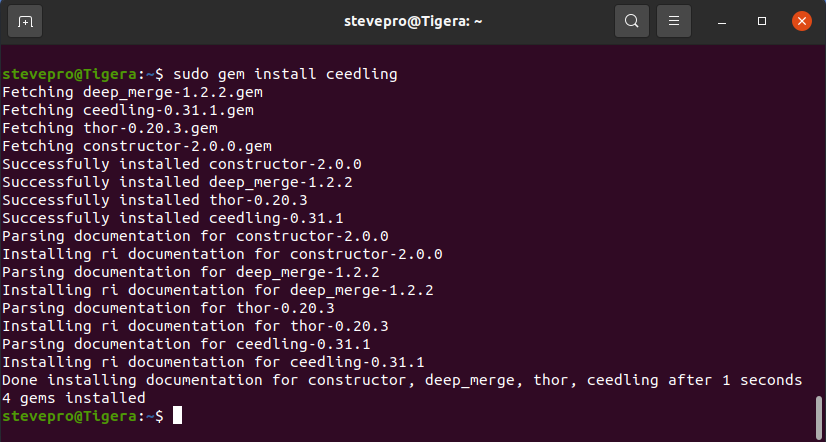 stevepro@Tigera: ~
stevepro@Tigera:~$ sudo gem install ceedling
Fetching deep_merge-1.2.2.gem
Fetching ceedling-0.31.1.gem
Fetching thor-0.20.3.gem
Fetching constructor-2.0.0.gem
Successfully installed constructor-2.0.0
Successfully installed deep_merge-1.2.2
Successfully installed thor-0.20.3
Successfully installed ceedling-0.31.1
Parsing documentation for constructor-2.0.0
Installing ri documentation for constructor-2.0.0
Parsing documentation for deep_merge-1.2.2
Installing ri documentation for deep_merge-1.2.2
Parsing documentation for thor-0.20.3
Installing ri documentation for thor-0.20.3
Parsing documentation for ceedling-0.31.1
Installing ri documentation for ceedling-0.31.1
Done installing documentation for constructor, deep_merge, thor, ceedling after 1 seconds
4 gems installed
stevepro@Tigera:~$